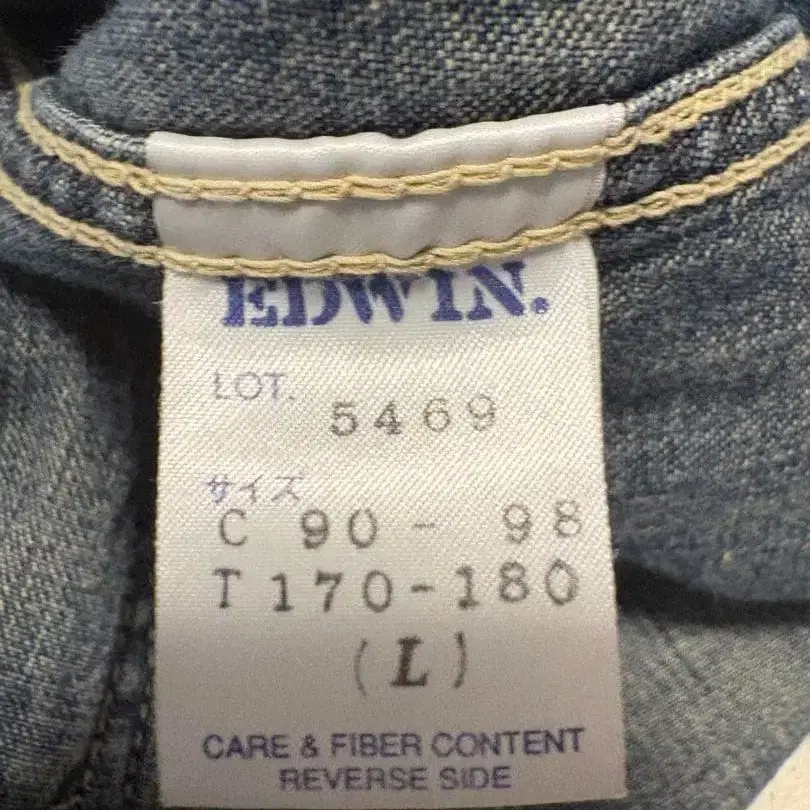 EDWIN.
LOT. 5469
サイズ
C 90 - 98
T 170-180
(L)
CARE & FIBER CONTENT
REVERSE SIDE